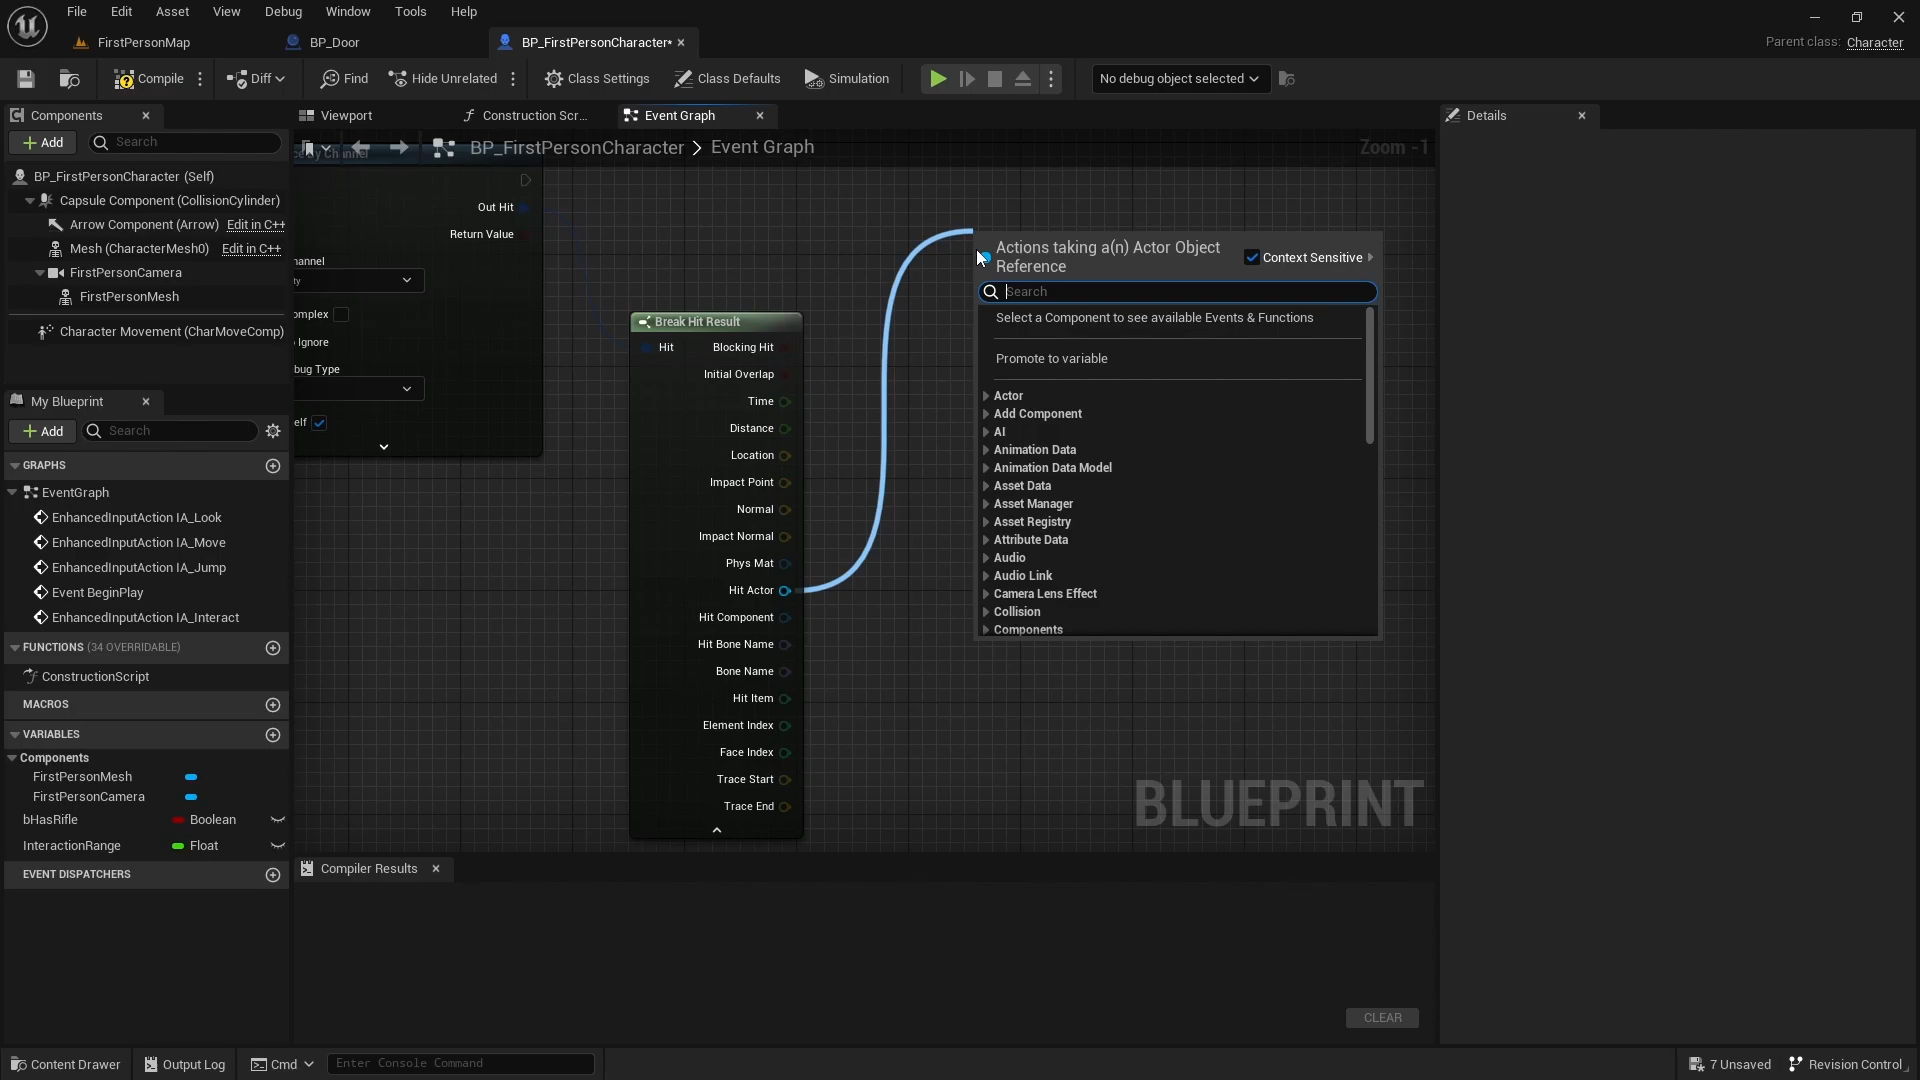 File Edit Asset View Debug Window Tools Help
FirstPersonMap BP_Door BP_FirstPersonCharacter*
Parent class: Character
Compile Diff Find Hide Unrelated Class Settings Class Defaults Simulation No debug object selected
Components
Add Search
BP_FirstPersonCharacter (Self)
Capsule Component (CollisionCylinder)
Arrow Component (Arrow) Edit in C++
Mesh (CharacterMesh0) Edit in C++
FirstPersonCamera
FirstPersonMesh
Character Movement (CharMoveComp)
My Blueprint
Add Search
GRAPHS
EventGraph
EnhancedInputAction IA_Look
EnhancedInputAction IA_Move
EnhancedInputAction IA_Jump
Event BeginPlay
EnhancedInputAction IA_Interact
FUNCTIONS (34 OVERRIDABLE)
ConstructionScript
MACROS
VARIABLES
Components
FirstPersonMesh
FirstPersonCamera
bHasRifle Boolean
InteractionRange Float
EVENT DISPATCHERS
Viewport Construction Scr... Event Graph
BP_FirstPersonCharacter > Event Graph
Zoom -1
Out Hit
Return Value
hannel
ty
omplex
Ignore
bug Type
elf
Break Hit Result
Hit Blocking Hit
Initial Overlap
Time
Distance
Location
Impact Point
Normal
Impact Normal
Phys Mat
Hit Actor
Hit Component
Hit Bone Name
Bone Name
Hit Item
Element Index
Face Index
Trace Start
Trace End
Actions taking a(n) Actor Object
Reference
Context Sensitive
Search
Select a Component to see available Events & Functions
Promote to variable
Actor
Add Component
AI
Animation Data
Animation Data Model
Asset Data
Asset Manager
Asset Registry
Attribute Data
Audio
Audio Link
Camera Lens Effect
Collision
Components
BLUEPRINT
Compiler Results
CLEAR
Details
Content Drawer Output Log Cmd Enter Console Command
7 Unsaved Revision Control